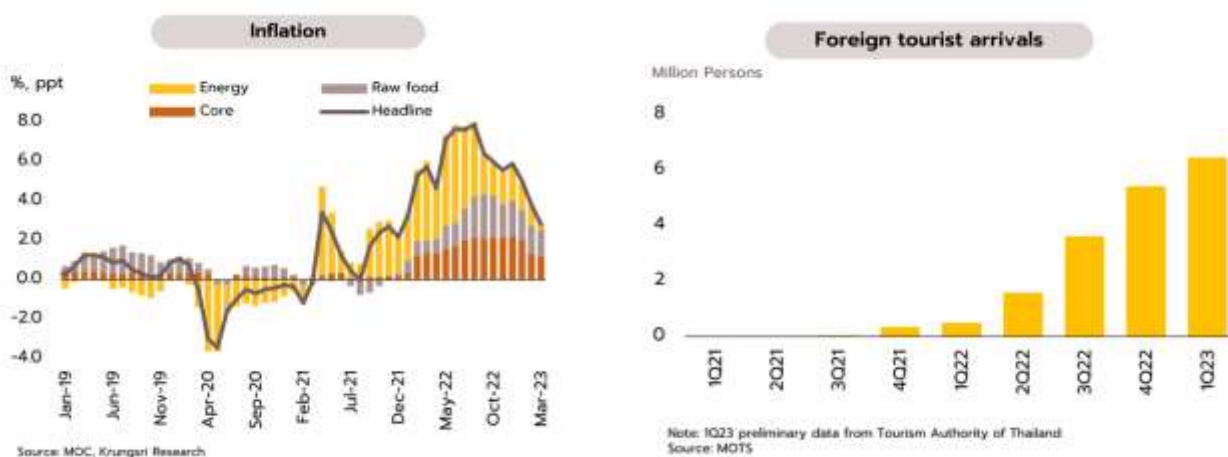 Inflation
%, ppt
Energy
Raw food
Core
Headline
8.0
6.0
4.0
2.0
0.0
-2.0
-4.0
Jan-19
Jun-19
Nov-19
Apr-20
Sep-20
Feb-21
Jul-21
Dec-21
May-22
Oct-22
Mar-23
Source: MOC, Krungsri Research
Foreign tourist arrivals
Million Persons
8
6
4
2
0
1Q21
2Q21
3Q21
4Q21
1Q22
2Q22
3Q22
4Q22
1Q23
Note: 1Q23 preliminary data from Tourism Authority of Thailand
Source: MOTS